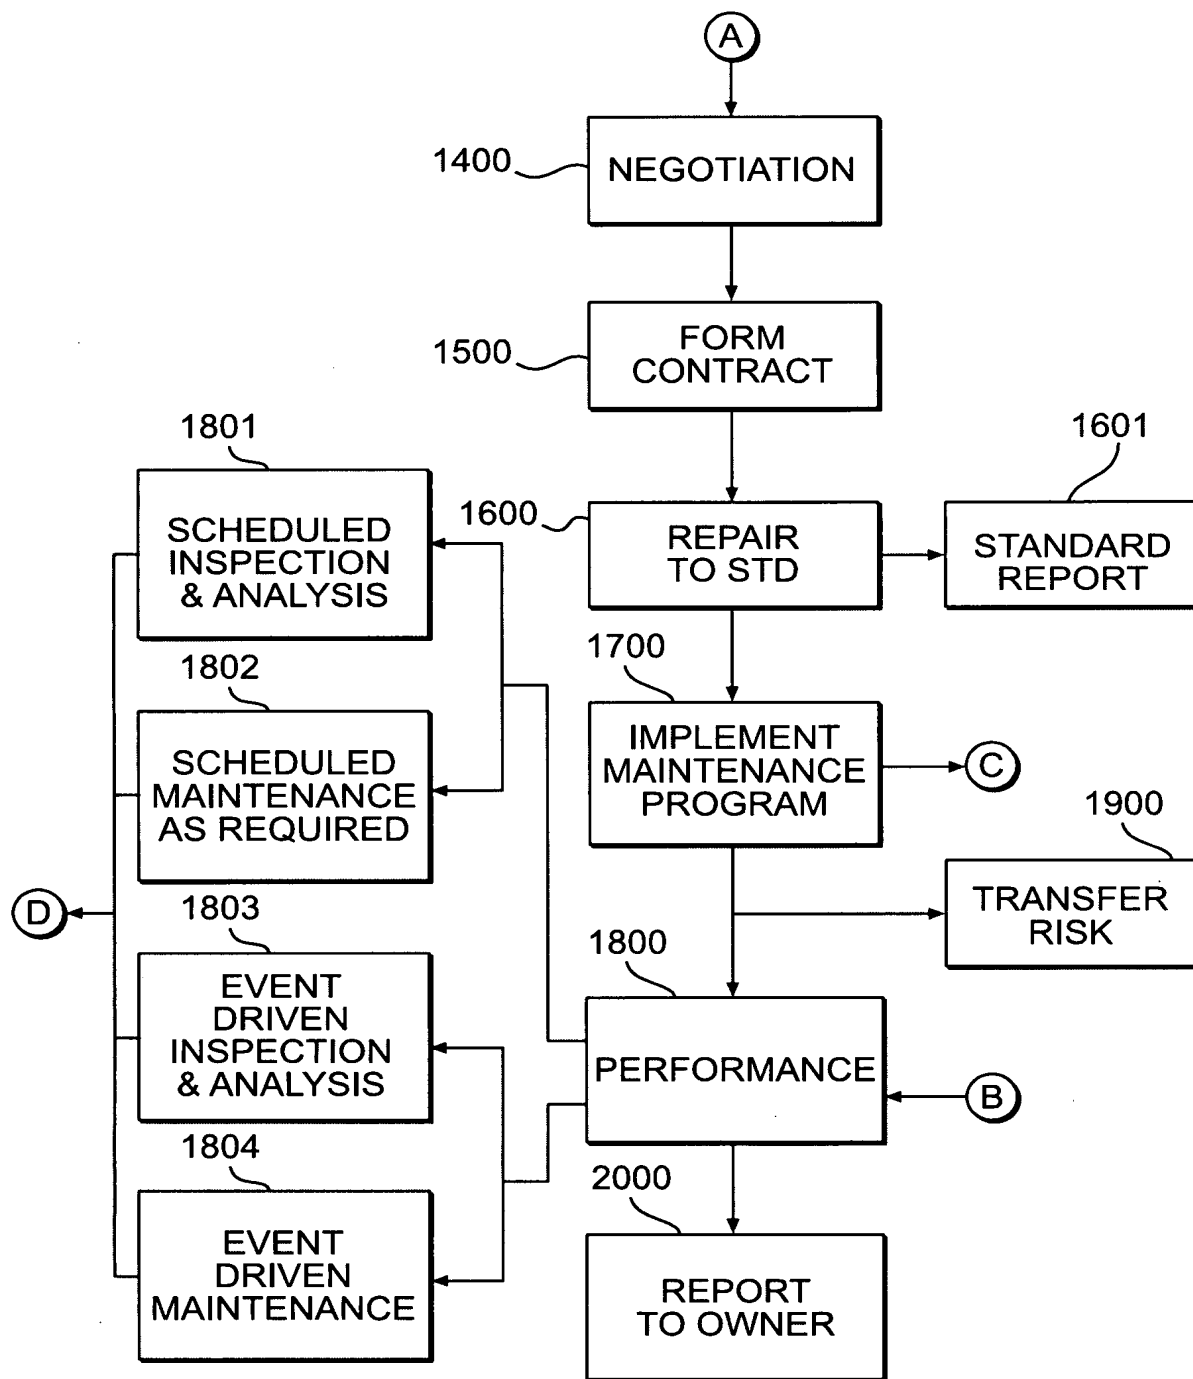 A
1400
NEGOTIATION
1500
FORM
CONTRACT
1801
SCHEDULED
INSPECTION
& ANALYSIS
1600
REPAIR
TO STD
1601
STANDARD
REPORT
1802
SCHEDULED
MAINTENANCE
AS REQUIRED
1700
IMPLEMENT
MAINTENANCE
PROGRAM
C
1900
TRANSFER
RISK
D
1803
EVENT
DRIVEN
INSPECTION
& ANALYSIS
1800
PERFORMANCE
B
1804
EVENT
DRIVEN
MAINTENANCE
2000
REPORT
TO OWNER